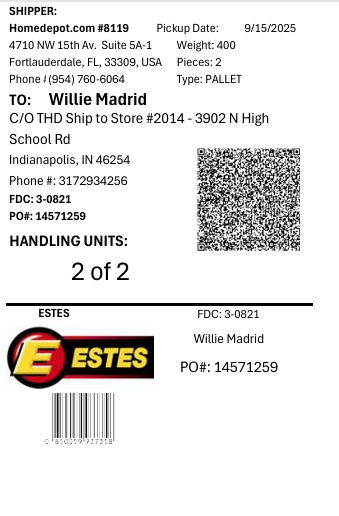 SHIPPER:
Homedepot.com #8119 Pickup Date: 9/15/2025
4710 NW 15th Av. Suite 5A-1 Weight: 400
Fortlauderdale, FL, 33309, USA Pieces: 2
Phone #(954) 760-6064 Type: PALLET
TO: Willie Madrid
C/O THD Ship to Store #2014 - 3902 N High
School Rd
Indianapolis, IN 46254
Phone #: 3172934256
FDC: 3-0821
PO#: 14571259
HANDLING UNITS:
2 of 2
ESTES FDC: 3-0821
E ESTES Willie Madrid
PO#: 14571259
0 850059 937358